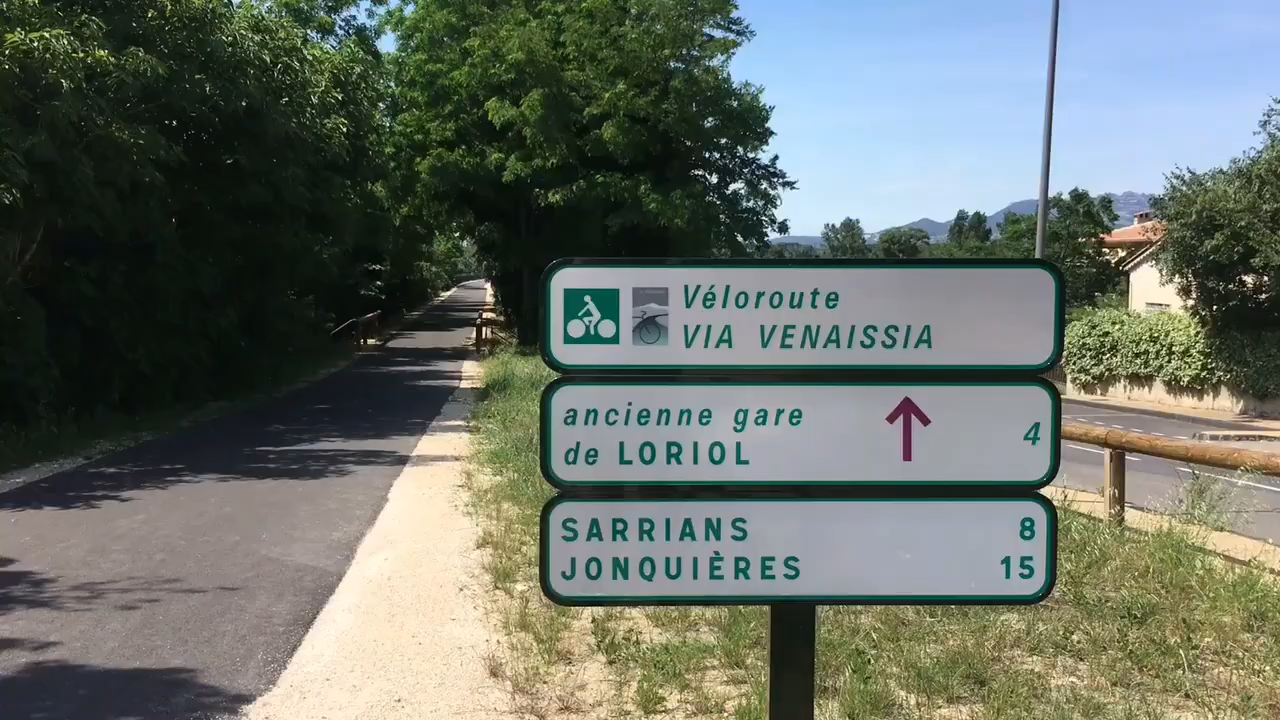 Véloroute
VIA VENAISSIA
ancienne gare
de LORIOL
4
SARRIANS 8
JONQUIÈRES 15